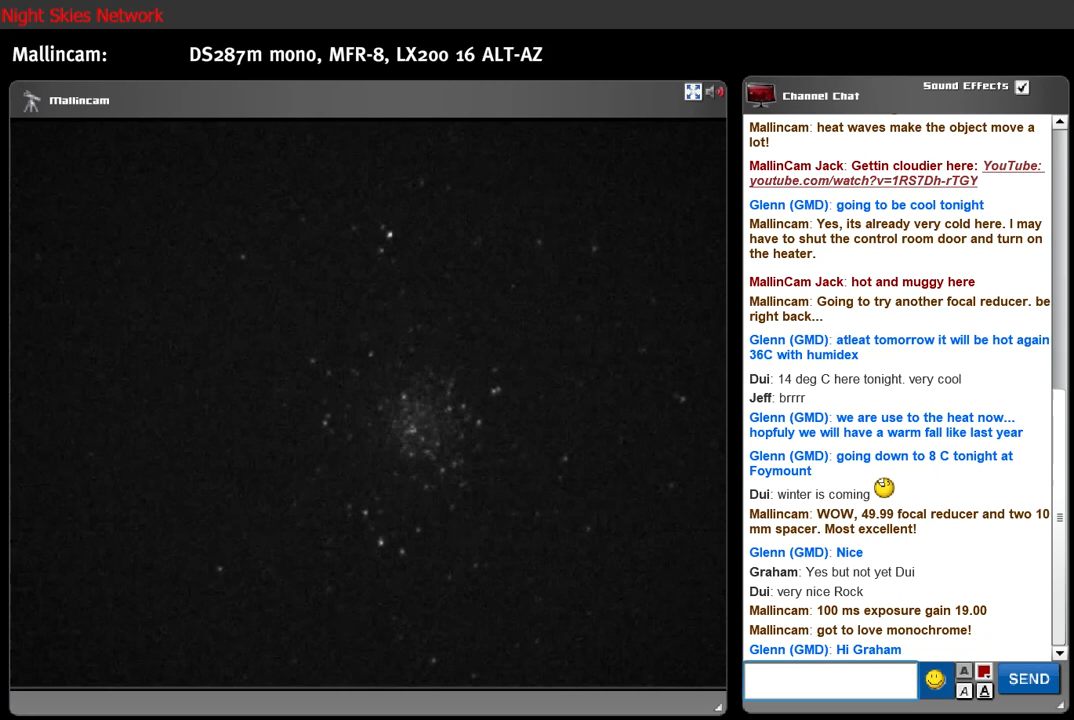 Night Skies Network
Mallincam: DS287m mono, MFR-8, LX200 16 ALT-AZ
Mallincam
Channel Chat
Sound Effects
Mallincam: heat waves make the object move a
lot!
MallinCam Jack: Gettin cloudier here: YouTube:
youtube.com/watch?v=1RS7Dh-rTGY
Glenn (GMD): going to be cool tonight
Mallincam: Yes, its already very cold here. I may
have to shut the control room door and turn on
the heater.
MallinCam Jack: hot and muggy here
Mallincam: Going to try another focal reducer. be
right back...
Glenn (GMD): atleat tomorrow it will be hot again
36C with humidex
Dui: 14 deg C here tonight. very cool
Jeff: brrrr
Glenn (GMD): we are use to the heat now...
hopfuly we will have a warm fall like last year
Glenn (GMD): going down to 8 C tonight at
Foymount
Dui: winter is coming
Mallincam: WOW, 49.99 focal reducer and two 10
mm spacer. Most excellent!
Glenn (GMD): Nice
Graham: Yes but not yet Dui
Dui: very nice Rock
Mallincam: 100 ms exposure gain 19.00
Mallincam: got to love monochrome!
Glenn (GMD): Hi Graham
A
A A
SEND